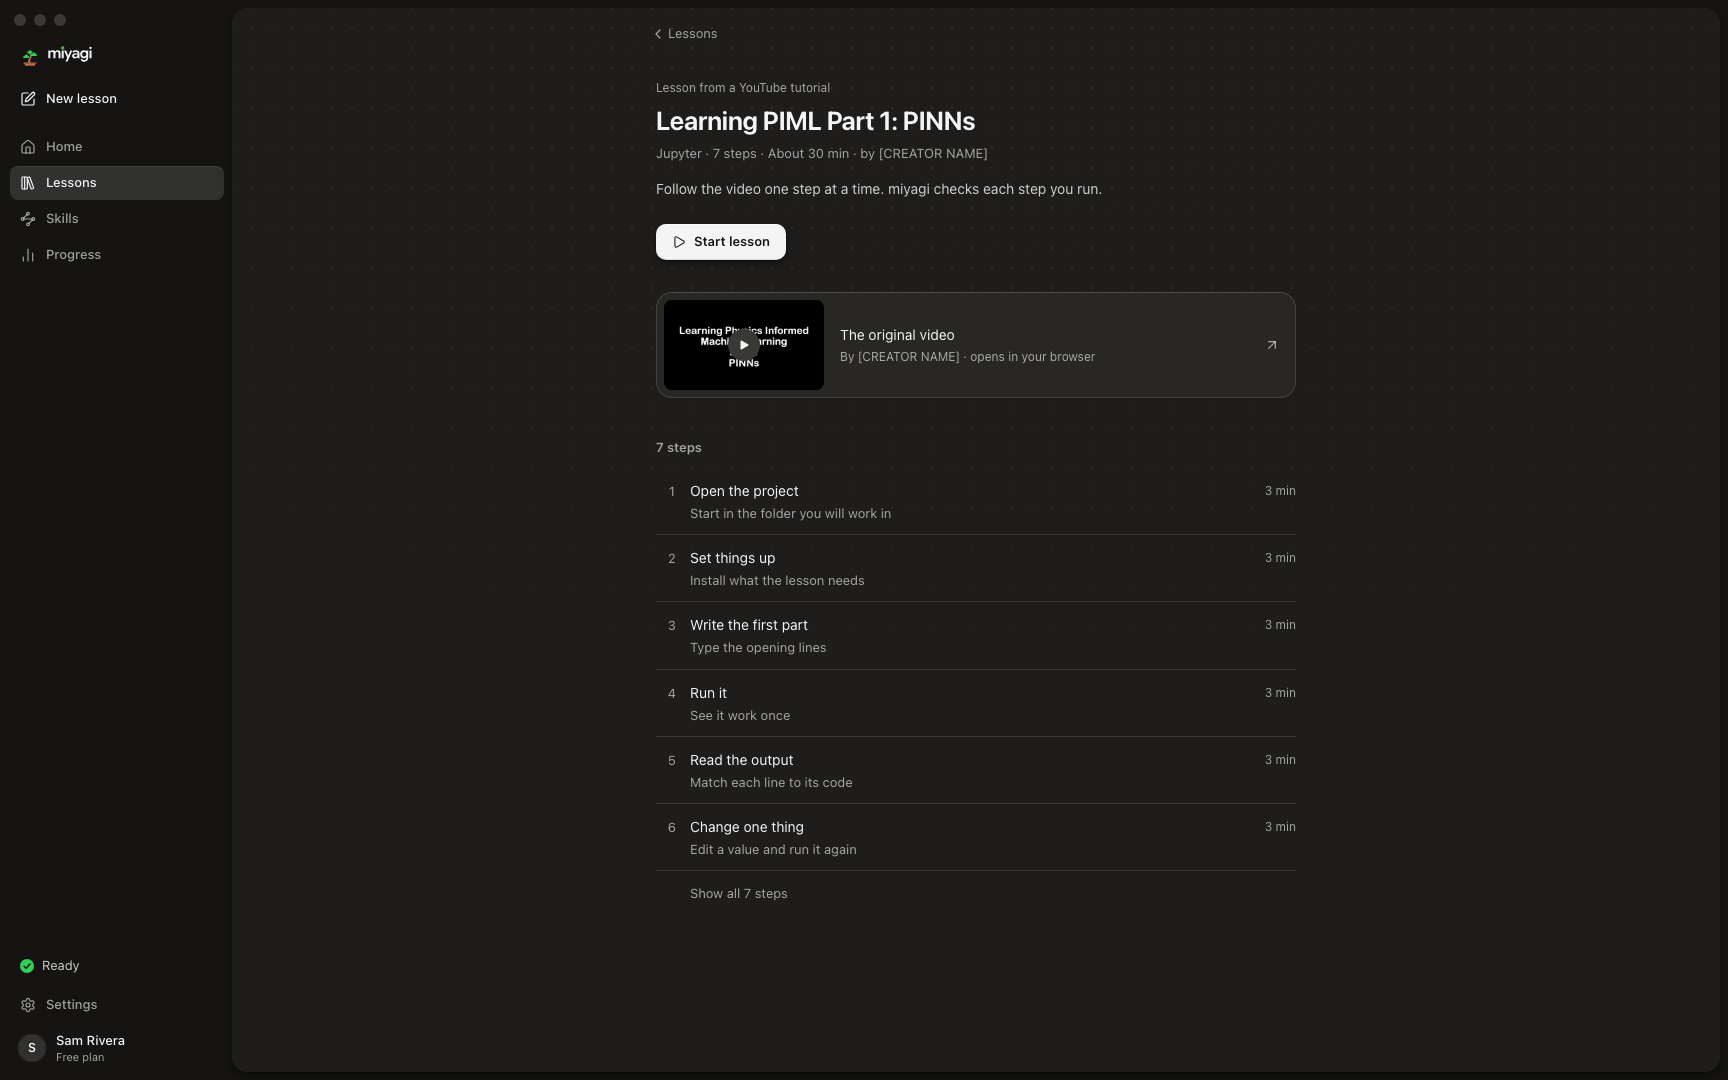 miyagi
New lesson
Home
Lessons
Skills
Progress
Ready
Settings
S
Sam Rivera
Free plan
Lessons
Lesson from a YouTube tutorial
Learning PIML Part 1: PINNs
Jupyter · 7 steps · About 30 min · by [CREATOR NAME]
Follow the video one step at a time. miyagi checks each step you run.
Start lesson
Learning Physics Informed
Machine Learning
PINNs
The original video
By [CREATOR NAME] · opens in your browser
7 steps
1 Open the project 3 min
Start in the folder you will work in
2 Set things up 3 min
Install what the lesson needs
3 Write the first part 3 min
Type the opening lines
4 Run it 3 min
See it work once
5 Read the output 3 min
Match each line to its code
6 Change one thing 3 min
Edit a value and run it again
Show all 7 steps